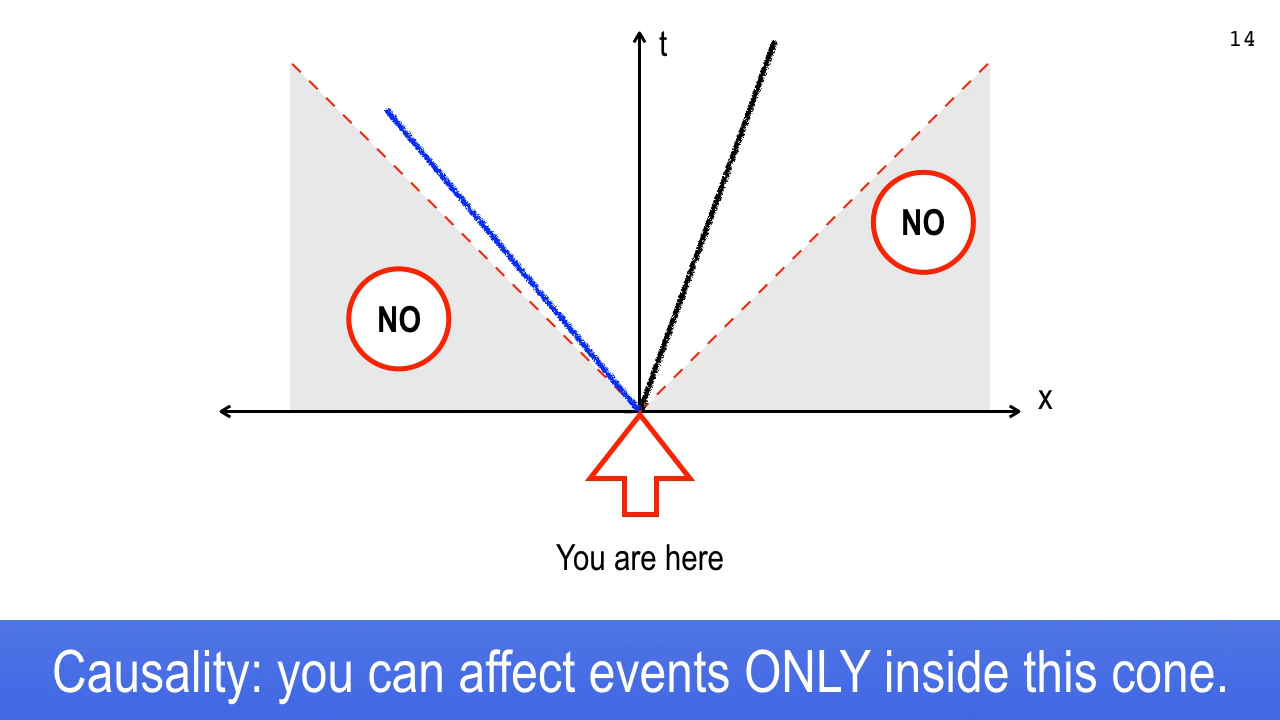 14
t
NO
NO
x
You are here
Causality: you can affect events ONLY inside this cone.